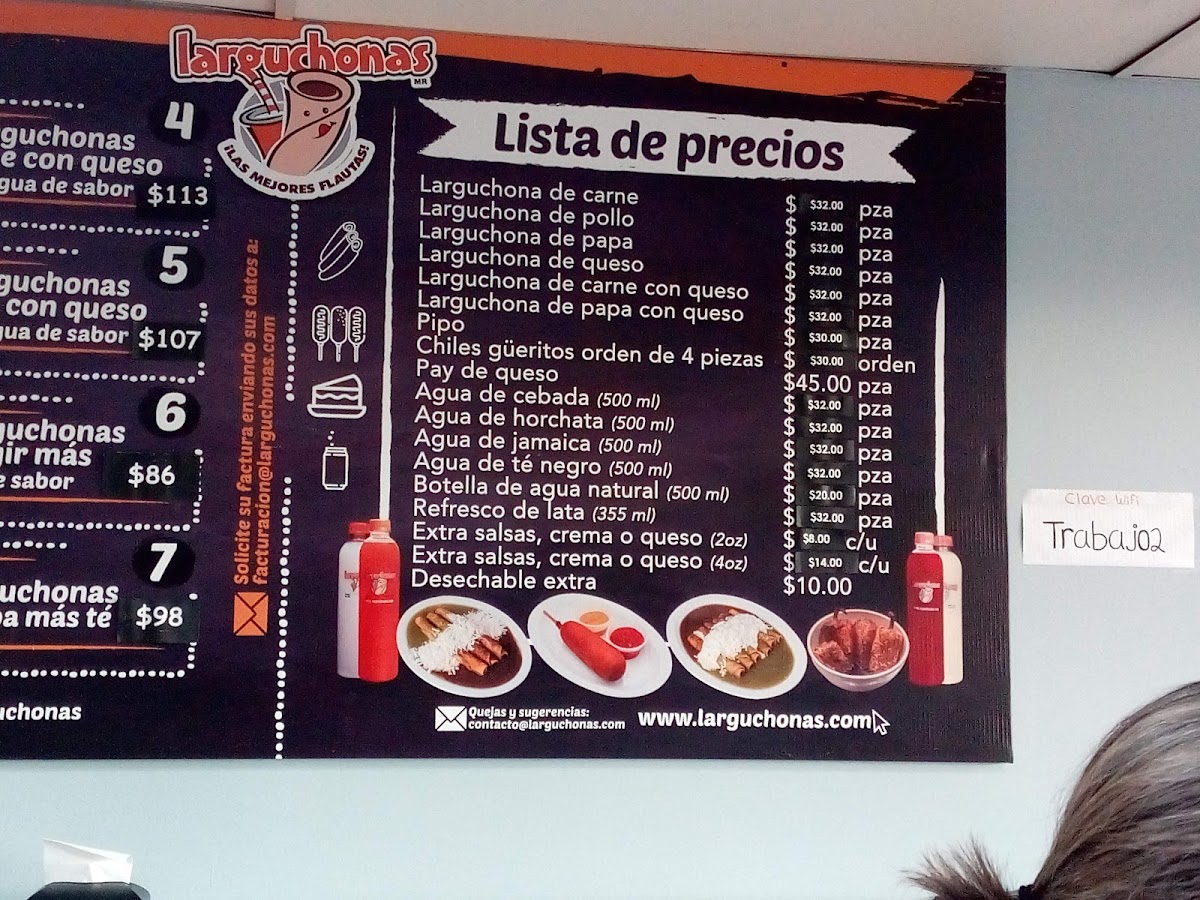 larguchonas
MR
¡LAS MEJORES FLAUTAS!
4
rguchonas
e con queso
gua de sabor $113
5
guchonas
con queso
gua de sabor $107
6
guchonas
gir más
e sabor $86
7
uchonas
pa más té $98
uchonas
Solicite su factura enviando sus datos a:
facturacion@larguchonas.com
Lista de precios
Larguchona de carne $ $32.00 pza
Larguchona de pollo $ $32.00 pza
Larguchona de papa $ $32.00 pza
Larguchona de queso $ $32.00 pza
Larguchona de carne con queso $ $32.00 pza
Larguchona de papa con queso $ $32.00 pza
Pipo $ $30.00 pza
Chiles güeritos orden de 4 piezas $ $30.00 orden
Pay de queso $45.00 pza
Agua de cebada (500 ml) $ $32.00 pza
Agua de horchata (500 ml) $ $32.00 pza
Agua de jamaica (500 ml) $ $32.00 pza
Agua de té negro (500 ml) $ $32.00 pza
Botella de agua natural (500 ml) $ $20.00 pza
Refresco de lata (355 ml) $ $32.00 pza
Extra salsas, crema o queso (2oz) $ $8.00 c/u
Extra salsas, crema o queso (4oz) $ $14.00 c/u
Desechable extra $10.00
Quejas y sugerencias:
contacto@larguchonas.com
www.larguchonas.com
Clave Wifi
Trabajo2